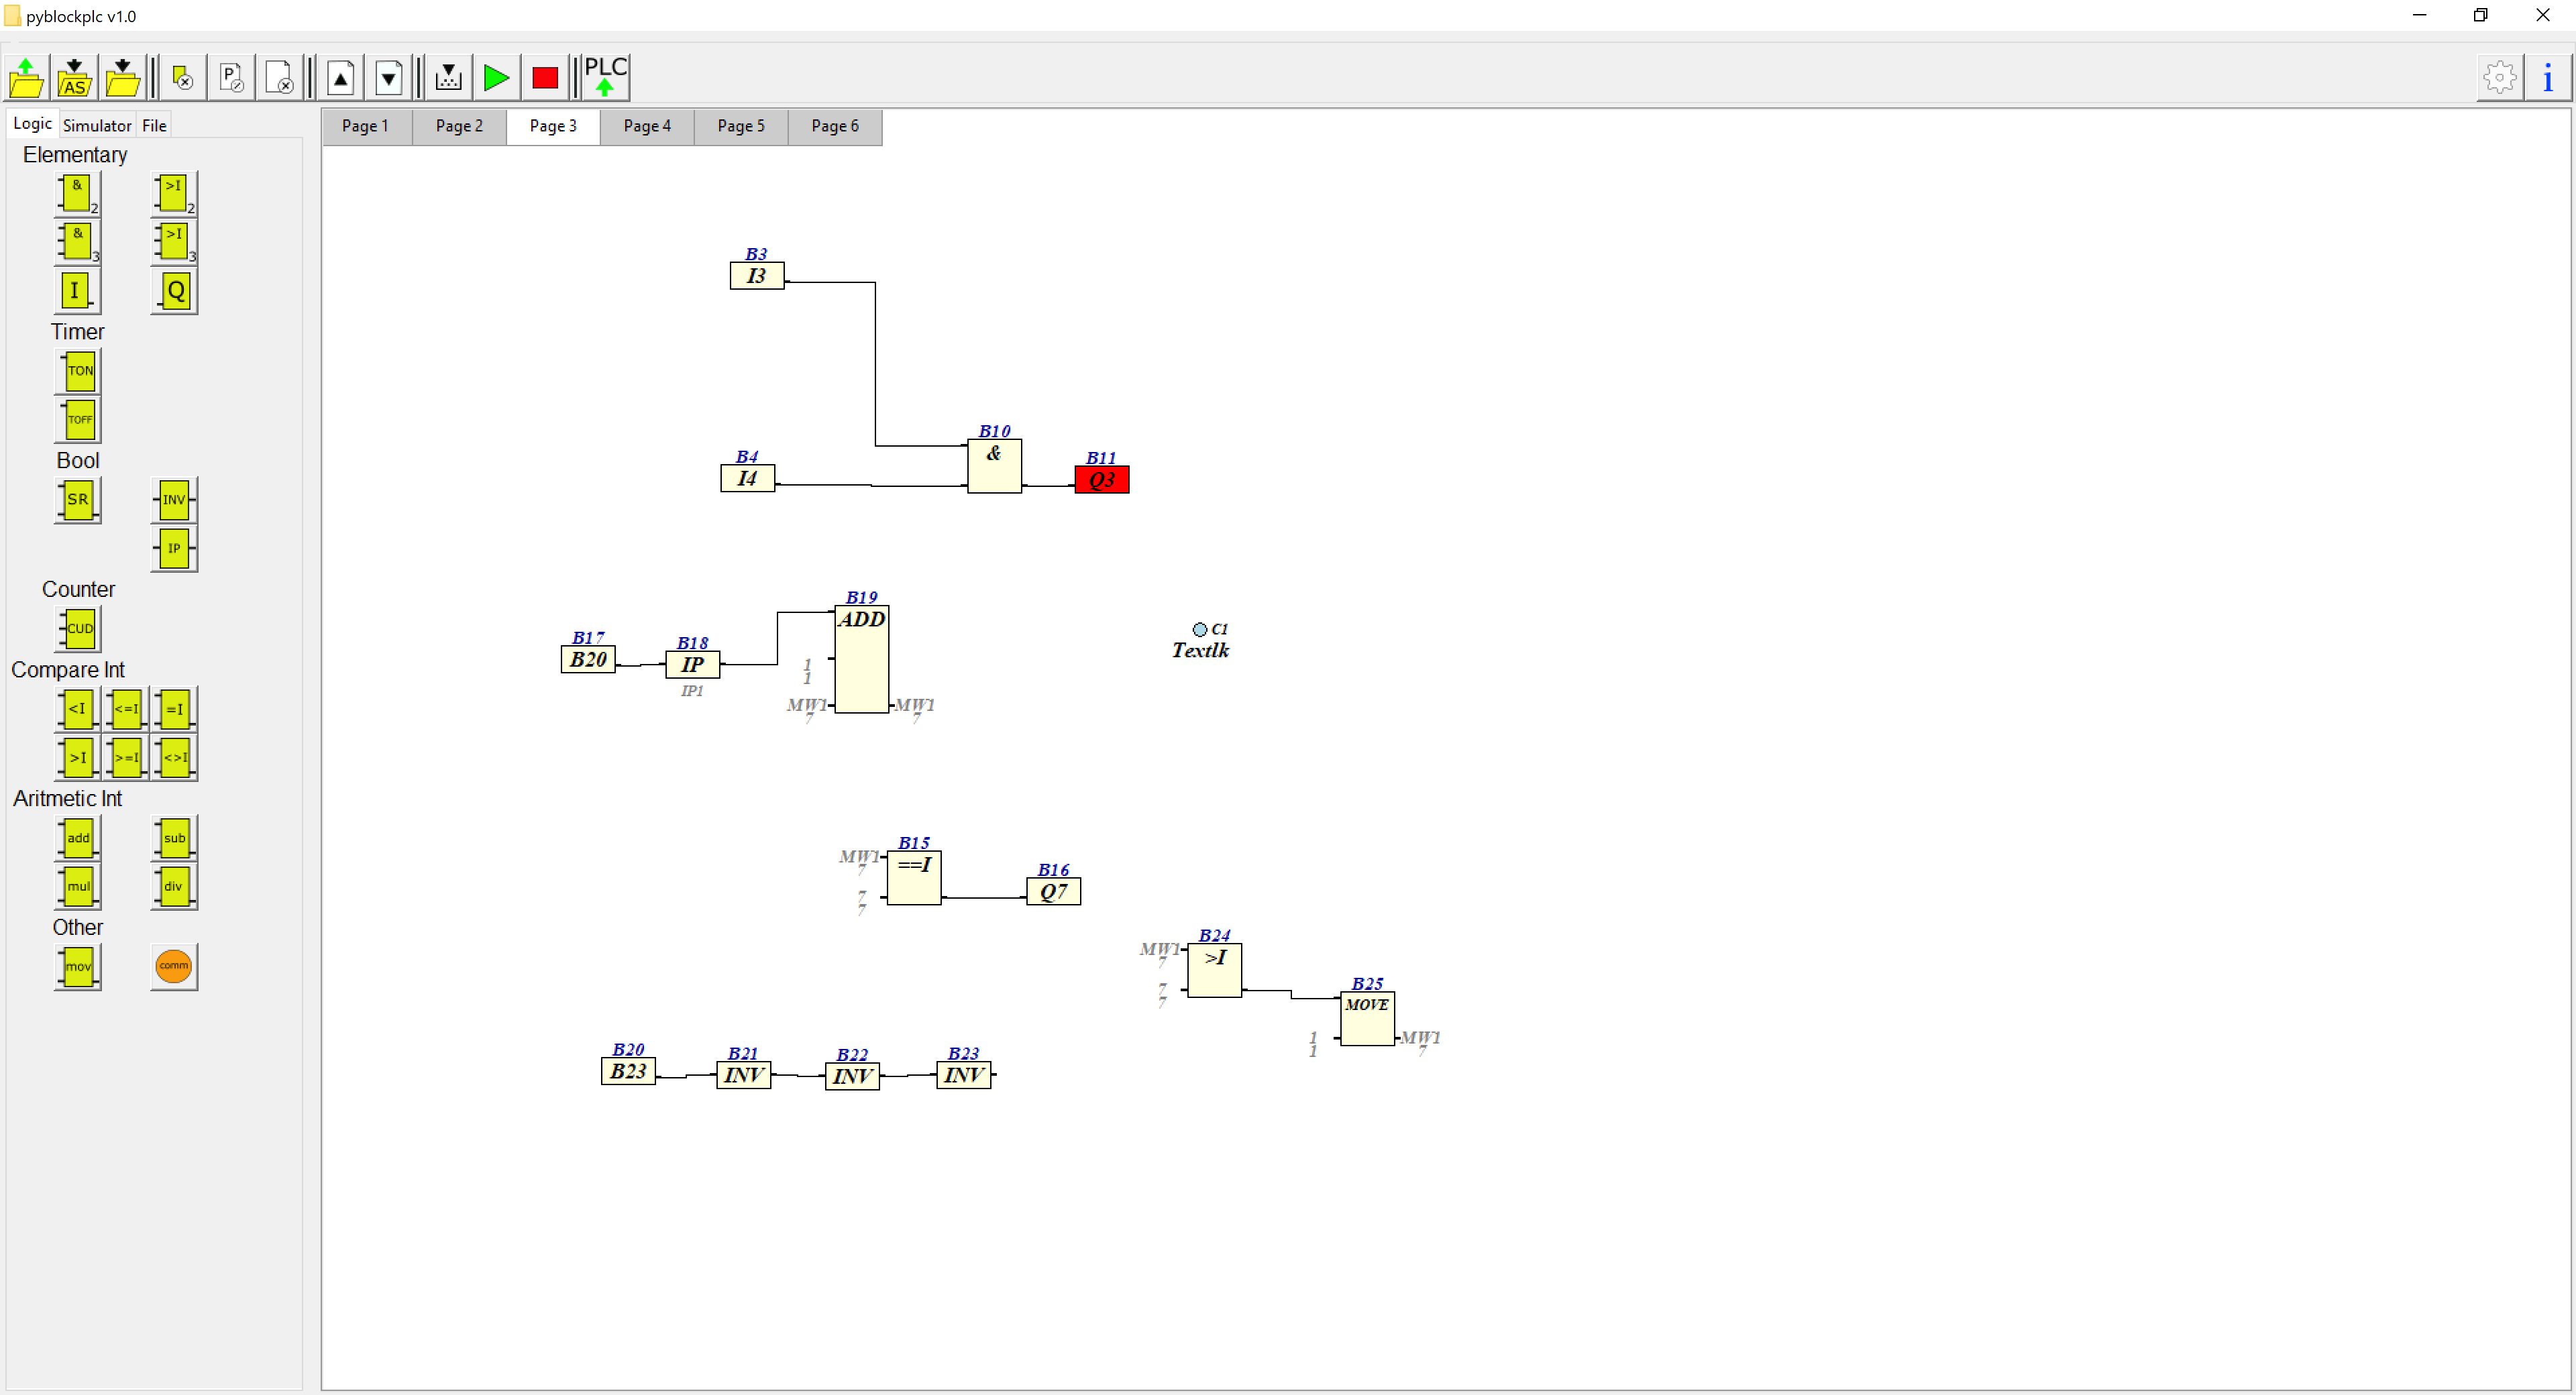 pyblockplc v1.0
AS
P
PLC
i
Logic Simulator File
Page 1 Page 2 Page 3 Page 4 Page 5 Page 6
Elementary
& 2
>I 2
& 3
>I 3
I
Q
Timer
TON
TOFF
Bool
SR
INV
IP
Counter
CUD
Compare Int
<I <=I =I
>I >=I <>I
Aritmetic Int
add sub
mul div
Other
mov comm
B3
I3
B10
&
B4
I4
B11
Q3
B19
ADD
B17
B20
B18
IP
IP1
1
1
MW1
7
MW1
7
C1
Textlk
B15
==I
MW1
7
7
7
B16
Q7
B24
>I
MW1
7
7
7
B25
MOVE
1
1
MW1
7
B20
B23
B21
INV
B22
INV
B23
INV